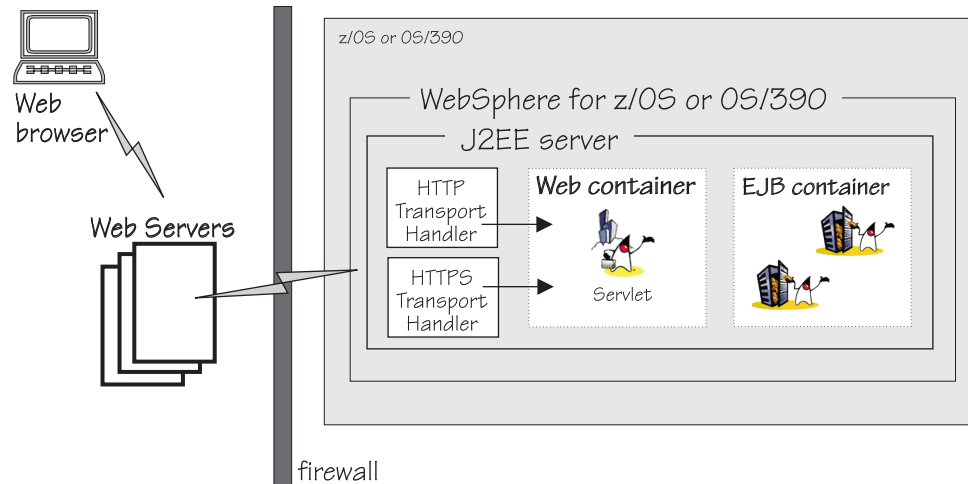 z/OS or OS/390
Web
browser
WebSphere for z/OS or OS/390
J2EE server
HTTP
Transport
Handler
Web container
EJB container
Web Servers
HTTPS
Transport
Handler
Servlet
firewall